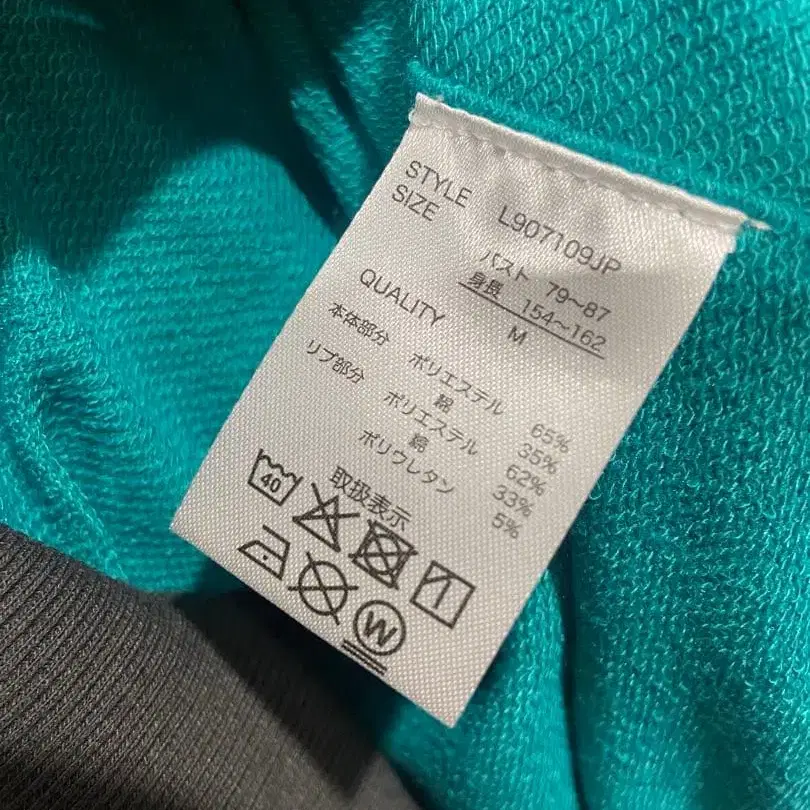 STYLE L907109JP
SIZE
バスト 79～87
身長 154～162
M
QUALITY
本体部分 ポリエステル 65%
綿 35%
リブ部分 ポリエステル 62%
綿 33%
ポリウレタン 5%
取扱表示
40
W